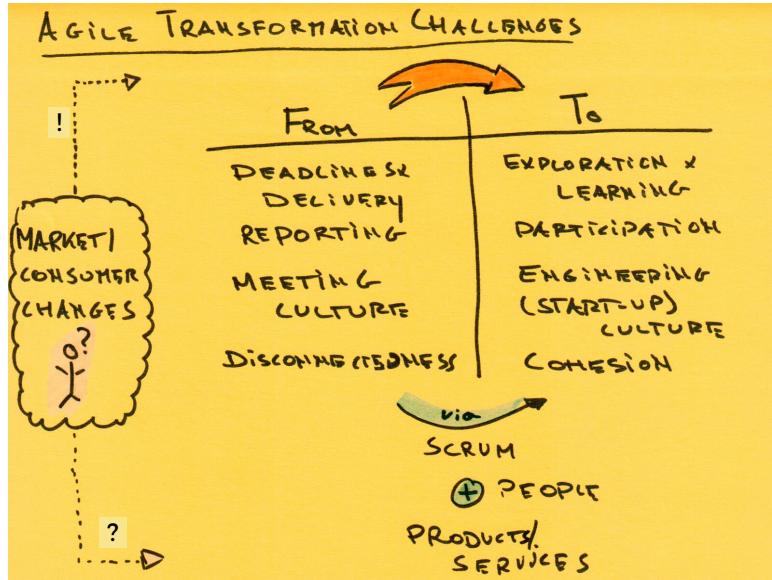 AGILE TRANSFORMATION CHALLENGES
!
FROM
TO
DEADLINES &
DELIVERY
EXPLORATION &
LEARNING
REPORTING
PARTICIPATION
MEETING
CULTURE
ENGINEERING
(START-UP)
CULTURE
DISCONNECTEDNESS
COHESION
MARKET/
CONSUMER
CHANGES
?
via
SCRUM
+ PEOPLE
PRODUCTS/
SERVICES
?